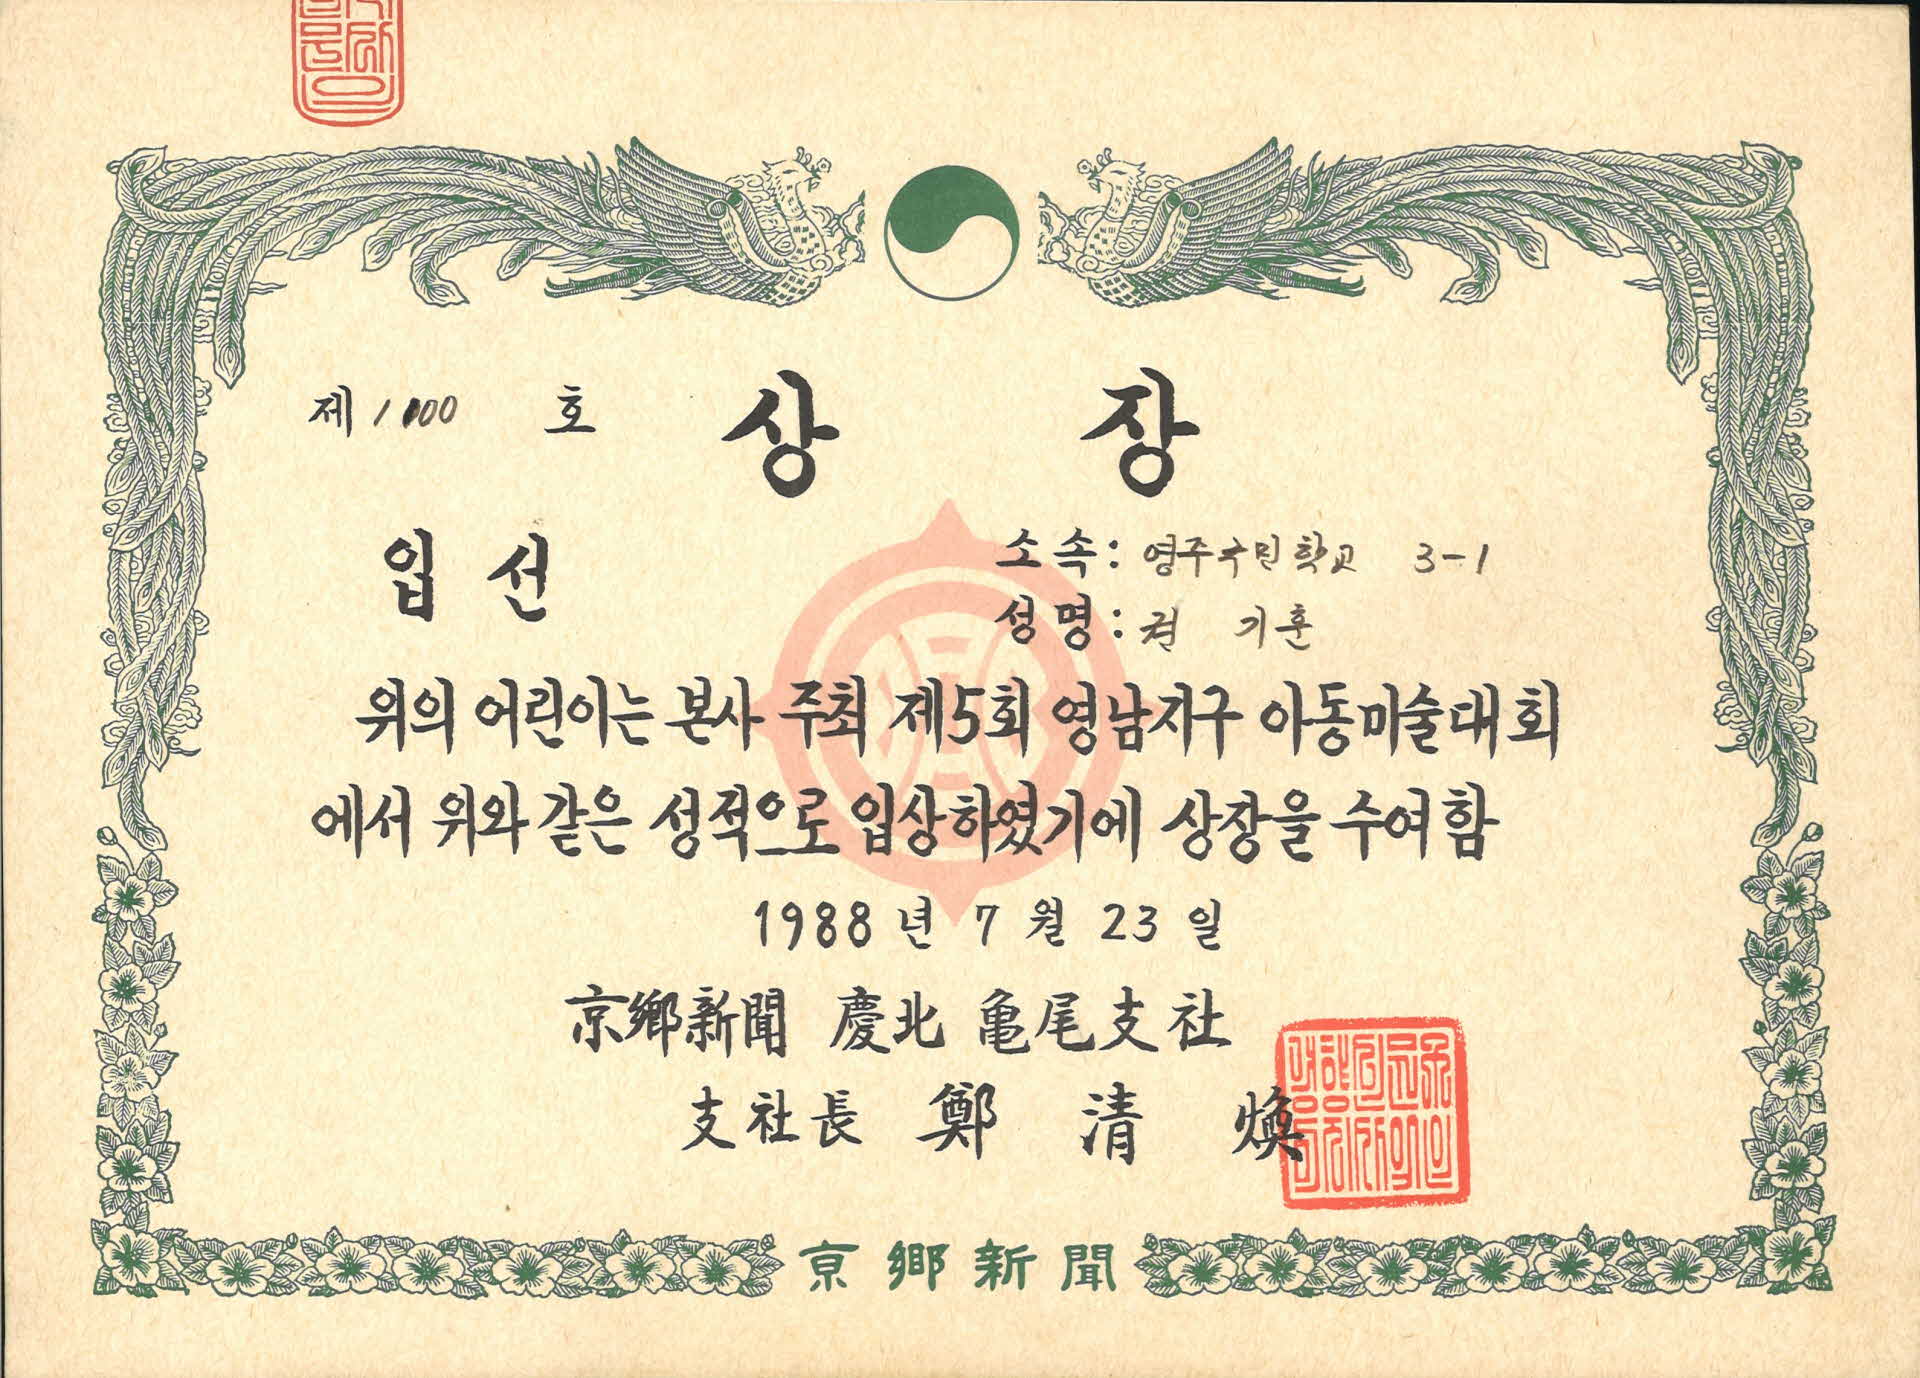 제 1100 호 상 장
입 선
소 속 : 영주국민학교 3-1
성 명 : 권 기훈
위의 어린이는 본사 주최 제5회 영남지구 아동미술대회
에서 위와 같은 성적으로 입상하였기에 상장을 수여함
1988 년 7 월 23 일
京鄕新聞 慶北 亀尾支社
支社長 鄭 清 煥
京鄕新聞